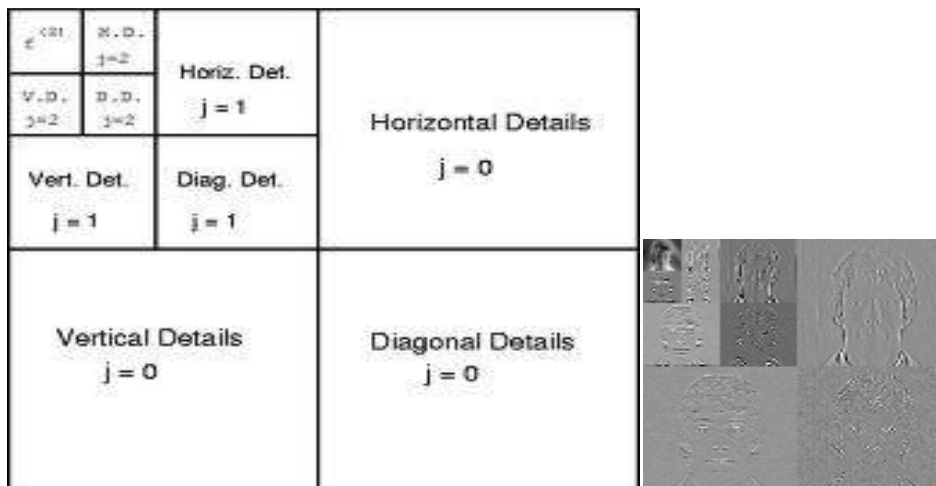 H.D.
j=2
V.D.
j=2
D.D.
j=2
Horiz. Det.
j = 1
Vert. Det.
j = 1
Diag. Det.
j = 1
Horizontal Details
j = 0
Vertical Details
j = 0
Diagonal Details
j = 0